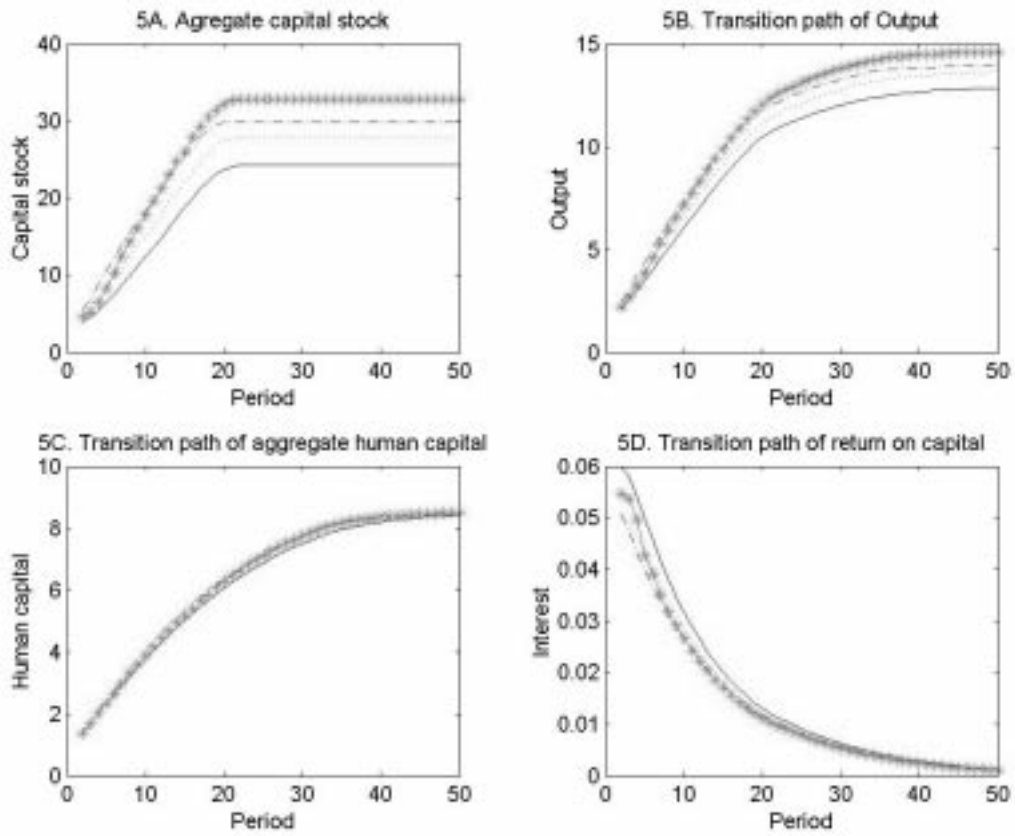 5A. Agregate capital stock
40
30
20
10
0
Capital stock
0 10 20 30 40 50
Period
5B. Transition path of Output
15
10
5
0
Output
0 10 20 30 40 50
Period
5C. Transition path of aggregate human capital
10
8
6
4
2
0
Human capital
0 10 20 30 40 50
Period
5D. Transition path of return on capital
0.06
0.05
0.04
0.03
0.02
0.01
0
Interest
0 10 20 30 40 50
Period